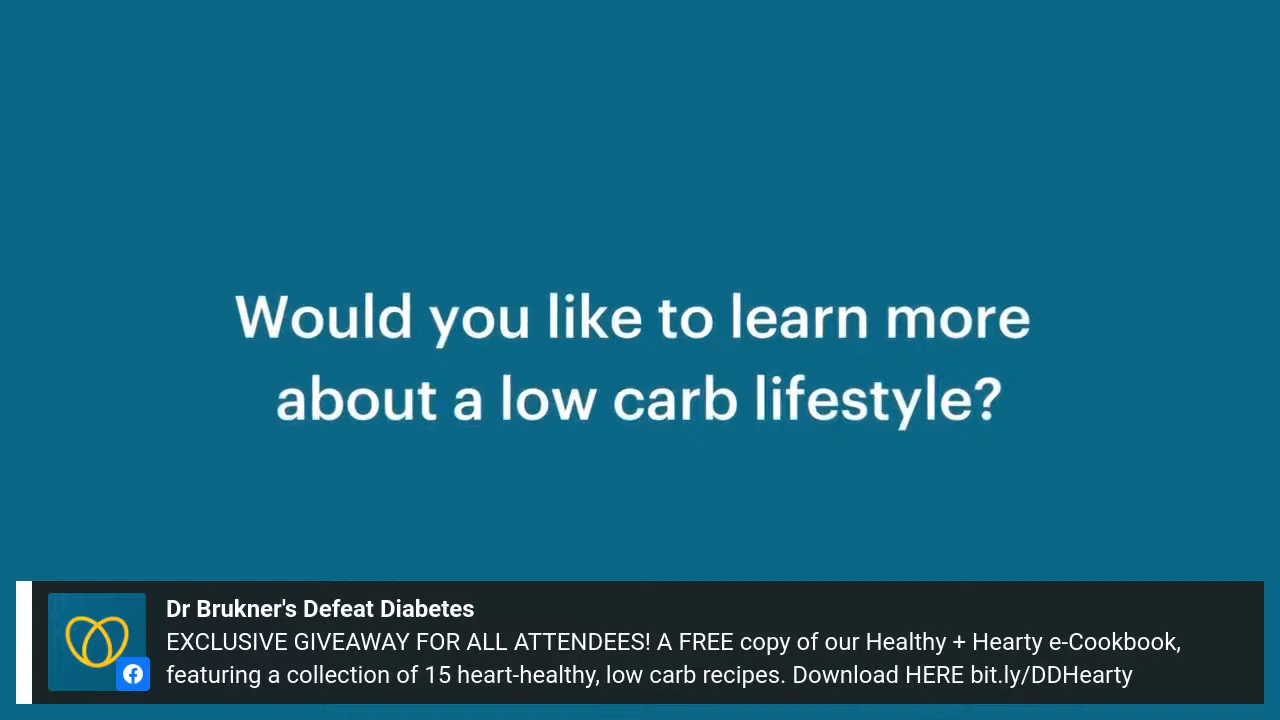 Would you like to learn more
about a low carb lifestyle?
Dr Brukner's Defeat Diabetes
EXCLUSIVE GIVEAWAY FOR ALL ATTENDEES! A FREE copy of our Healthy + Hearty e-Cookbook,
featuring a collection of 15 heart-healthy, low carb recipes. Download HERE bit.ly/DDHearty